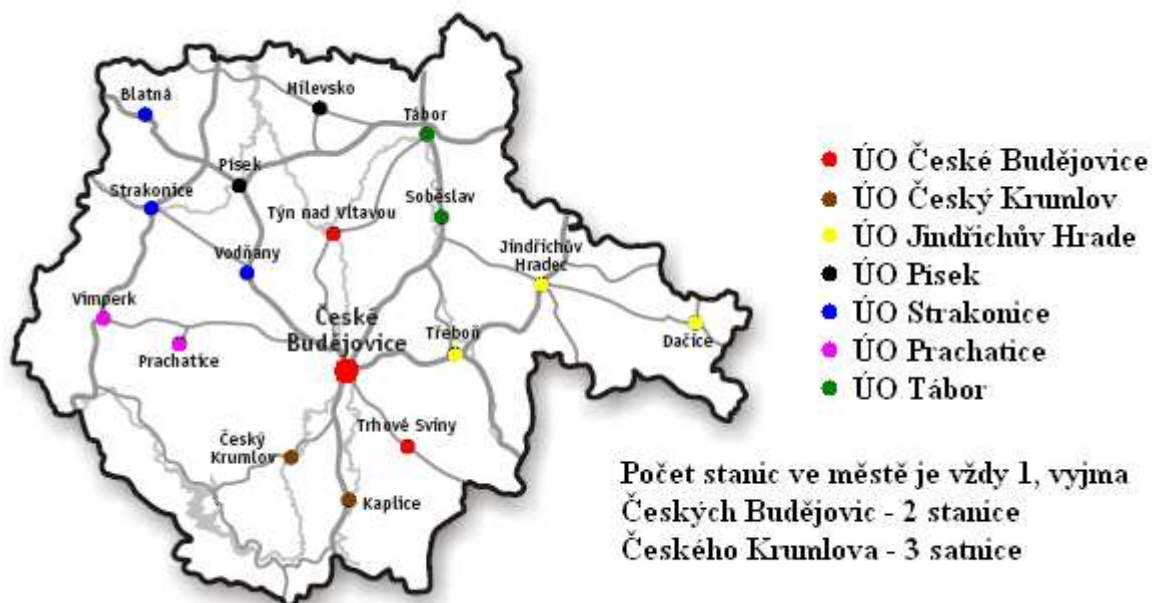 Hílevsko
Blatná
Tábor
Písek
Strakonice
Soběslav
Týn nad Vltavou
Vodňany
Jindřichův
Hradec
Vimperk
České
Budějovice
Třeboň
Dačice
Prachatice
Český
Krumlov
Trhové Svíny
Kaplice
ÚO České Budějovice
ÚO Český Krumlov
ÚO Jindřichův Hrade
ÚO Písek
ÚO Strakonice
ÚO Prachatice
ÚO Tábor
Počet stanic ve městě je vždy 1, vyjma
Českých Budějovic - 2 stanice
Českého Krumlova - 3 satnice